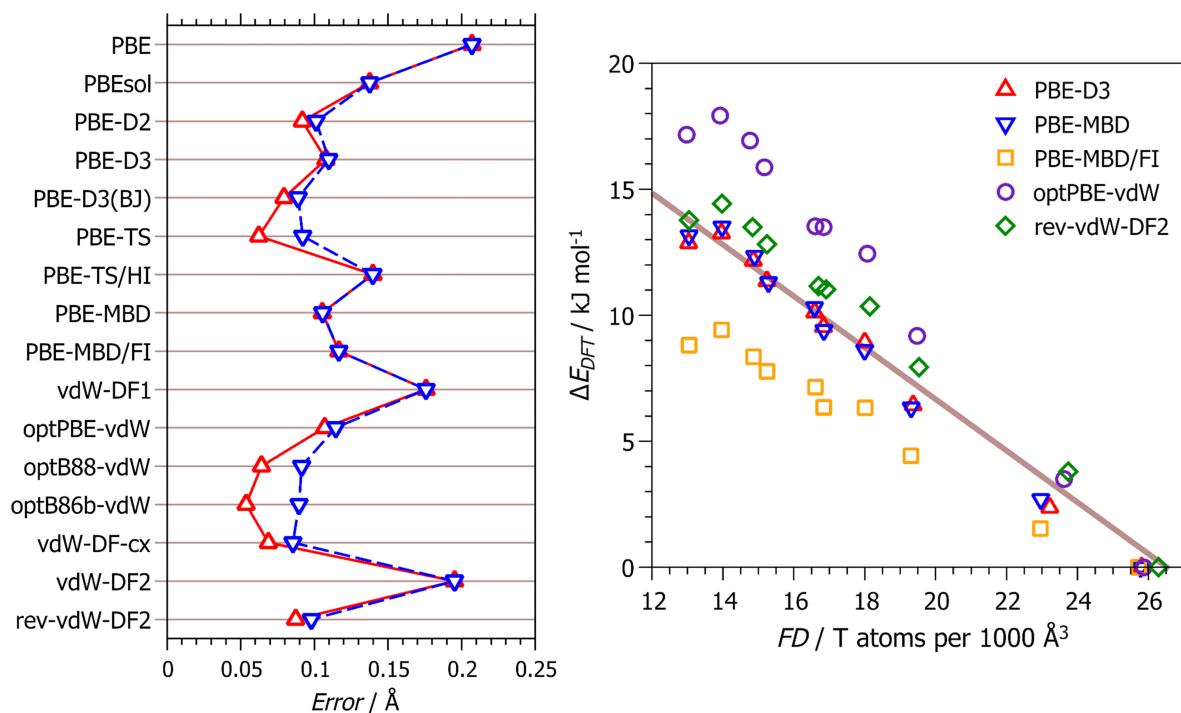 PBE
PBEsol
PBE-D2
PBE-D3
PBE-D3(BJ)
PBE-TS
PBE-TS/HI
PBE-MBD
PBE-MBD/FI
vdW-DF1
optPBE-vdW
optB88-vdW
optB86b-vdW
vdW-DF-cx
vdW-DF2
rev-vdW-DF2
0 0.05 0.1 0.15 0.2 0.25
Error / Å
20
15
10
5
0
ΔE_DFT / kJ mol⁻¹
PBE-D3
PBE-MBD
PBE-MBD/FI
optPBE-vdW
rev-vdW-DF2
12 14 16 18 20 22 24 26
FD / T atoms per 1000 Å³